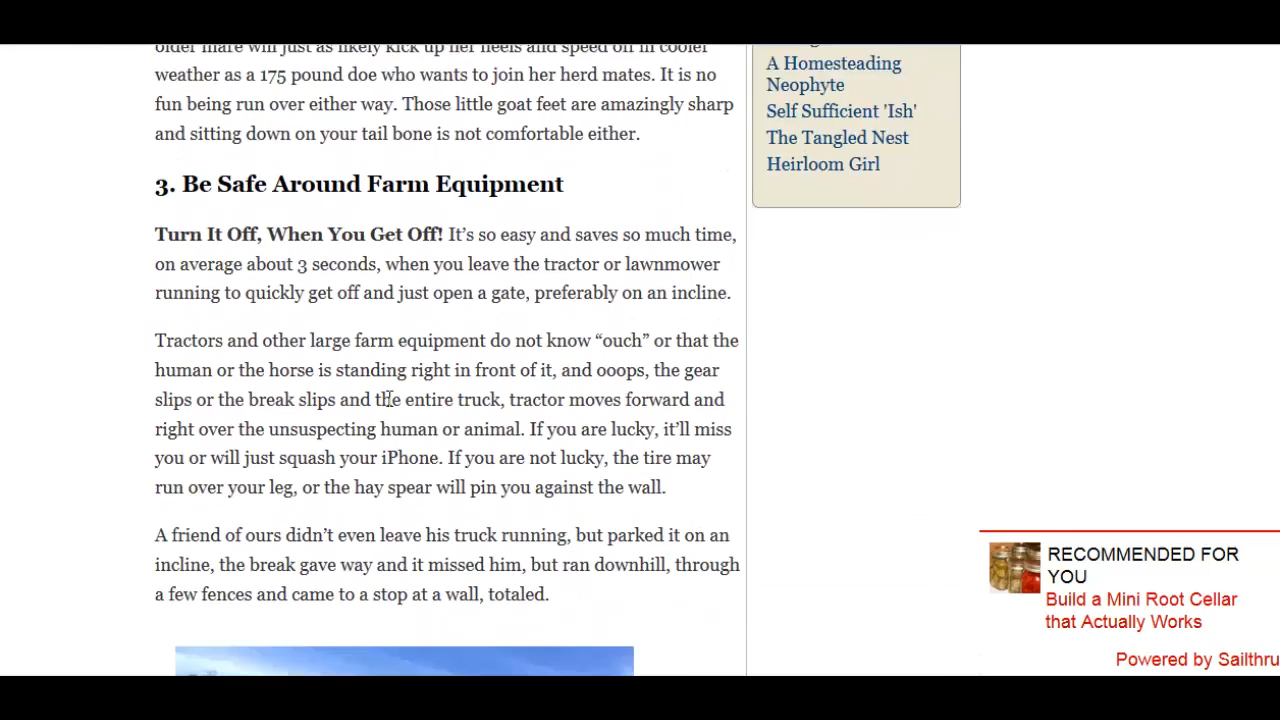 older mare will just as likely kick up her heels and speed off in cooler
weather as a 175 pound doe who wants to join her herd mates. It is no
fun being run over either way. Those little goat feet are amazingly sharp
and sitting down on your tail bone is not comfortable either.
3. Be Safe Around Farm Equipment
Turn It Off, When You Get Off! It’s so easy and saves so much time,
on average about 3 seconds, when you leave the tractor or lawnmower
running to quickly get off and just open a gate, preferably on an incline.
Tractors and other large farm equipment do not know “ouch” or that the
human or the horse is standing right in front of it, and ooops, the gear
slips or the break slips and the entire truck, tractor moves forward and
right over the unsuspecting human or animal. If you are lucky, it’ll miss
you or will just squash your iPhone. If you are not lucky, the tire may
run over your leg, or the hay spear will pin you against the wall.
A friend of ours didn’t even leave his truck running, but parked it on an
incline, the break gave way and it missed him, but ran downhill, through
a few fences and came to a stop at a wall, totaled.
A Homesteading
Neophyte
Self Sufficient 'Ish'
The Tangled Nest
Heirloom Girl
RECOMMENDED FOR
YOU
Build a Mini Root Cellar
that Actually Works
Powered by Sailthru